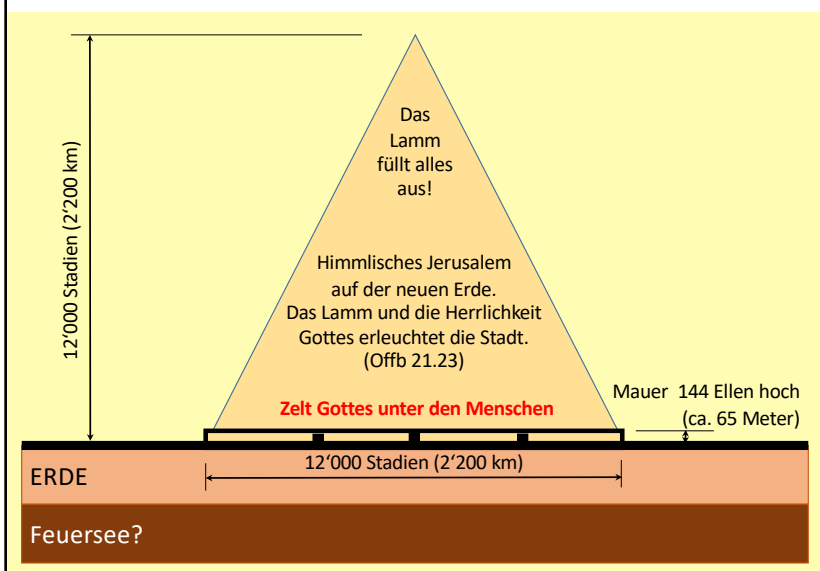 Das
Lamm
füllt alles
aus!
12‘000 Stadien (2‘200 km)
Himmlisches Jerusalem
auf der neuen Erde.
Das Lamm und die Herrlichkeit
Gottes erleuchtet die Stadt.
(Offb 21.23)
Zelt Gottes unter den Menschen
Mauer 144 Ellen hoch
(ca. 65 Meter)
12‘000 Stadien (2‘200 km)
ERDE
Feuersee?